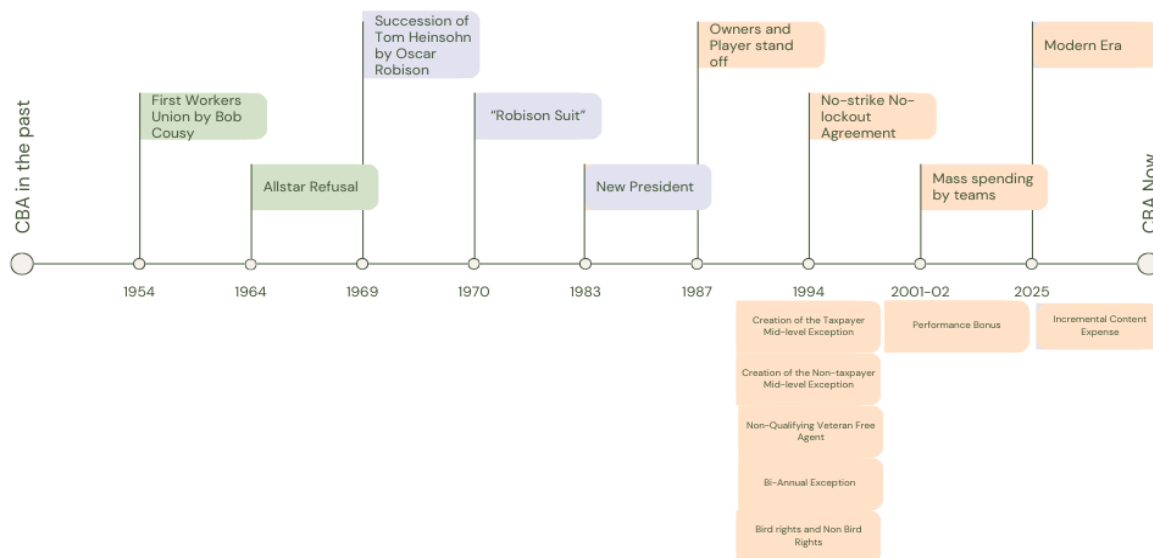 Succession of
Tom Heinsohn
by Oscar
Robison
Owners and
Player stand
off
Modern Era
First Workers
Union by Bob
Cousy
"Robison Suit"
No-strike No-
lockout
Agreement
Allstar Refusal
New President
Mass spending
by teams
CBA in the past
CBA Now
1954
1964
1969
1970
1983
1987
1994
2001-02
2025
Creation of the Taxpayer
Mid-level Exception
Performance Bonus
Incremental Content
Expense
Creation of the Non-taxpayer
Mid-level Exception
Non-Qualifying Veteran Free
Agent
Bi-Annual Exception
Bird rights and Non Bird
Rights